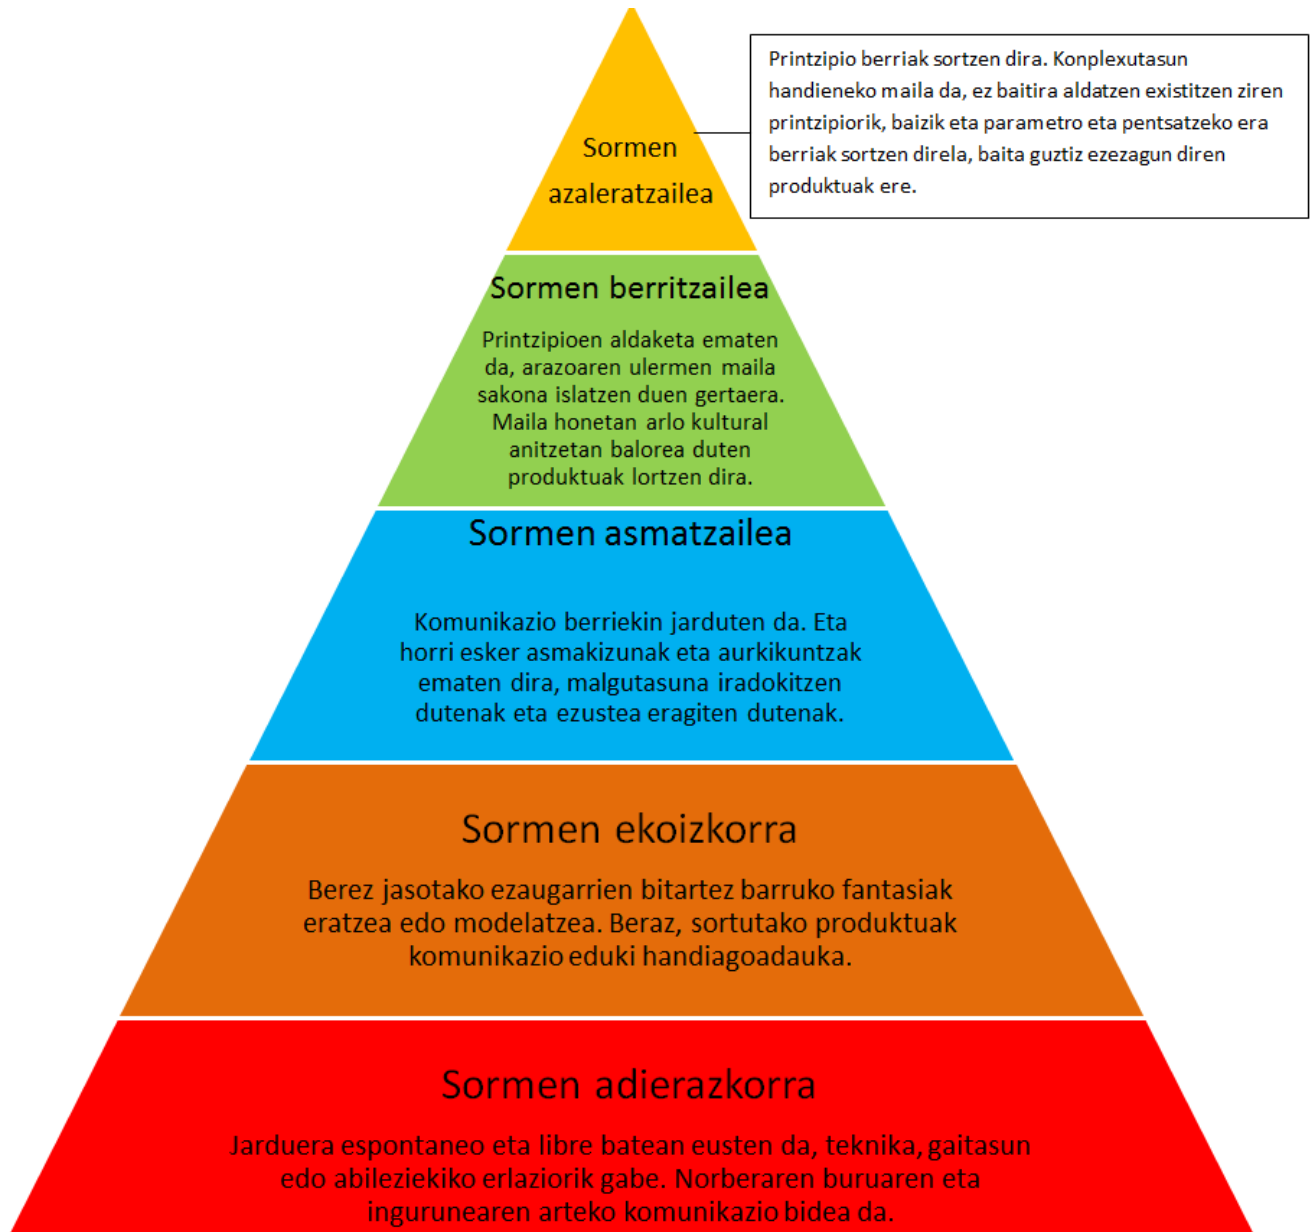 Printzipio berriak sortzen dira. Konplexutasun
handieneko maila da, ez baitira aldatzen existitzen ziren
printzipiorik, baizik eta parametro eta pentsatzeko era
berriak sortzen direla, baita guztiz ezezagun diren
produktuak ere.
Sormen
azaleratzailea
Sormen berritzailea
Printzipioen aldaketa ematen
da, arazoaren ulermen maila
sakona islatzen duen gertaera.
Maila honetan arlo kultural
anitzetan balorea duten
produktuak lortzen dira.
Sormen asmatzailea
Komunikazio berriekin jarduten da. Eta
horri esker asmakizunak eta aurkikuntzak
ematen dira, malgutasuna iradokitzen
dutenak eta ezustea eragiten dutenak.
Sormen ekoizkorra
Berez jasotako ezaugarrien bitartez barruko fantasiak
eratzea edo modelatzea. Beraz, sortutako produktuak
komunikazio eduki handiagoadauka.
Sormen adierazkorra
Jarduera espontaneo eta libre batean eusten da, teknika, gaitasun
edo abileziekiko erlaziorik gabe. Norberaren buruaren eta
ingurunearen arteko komunikazio bidea da.